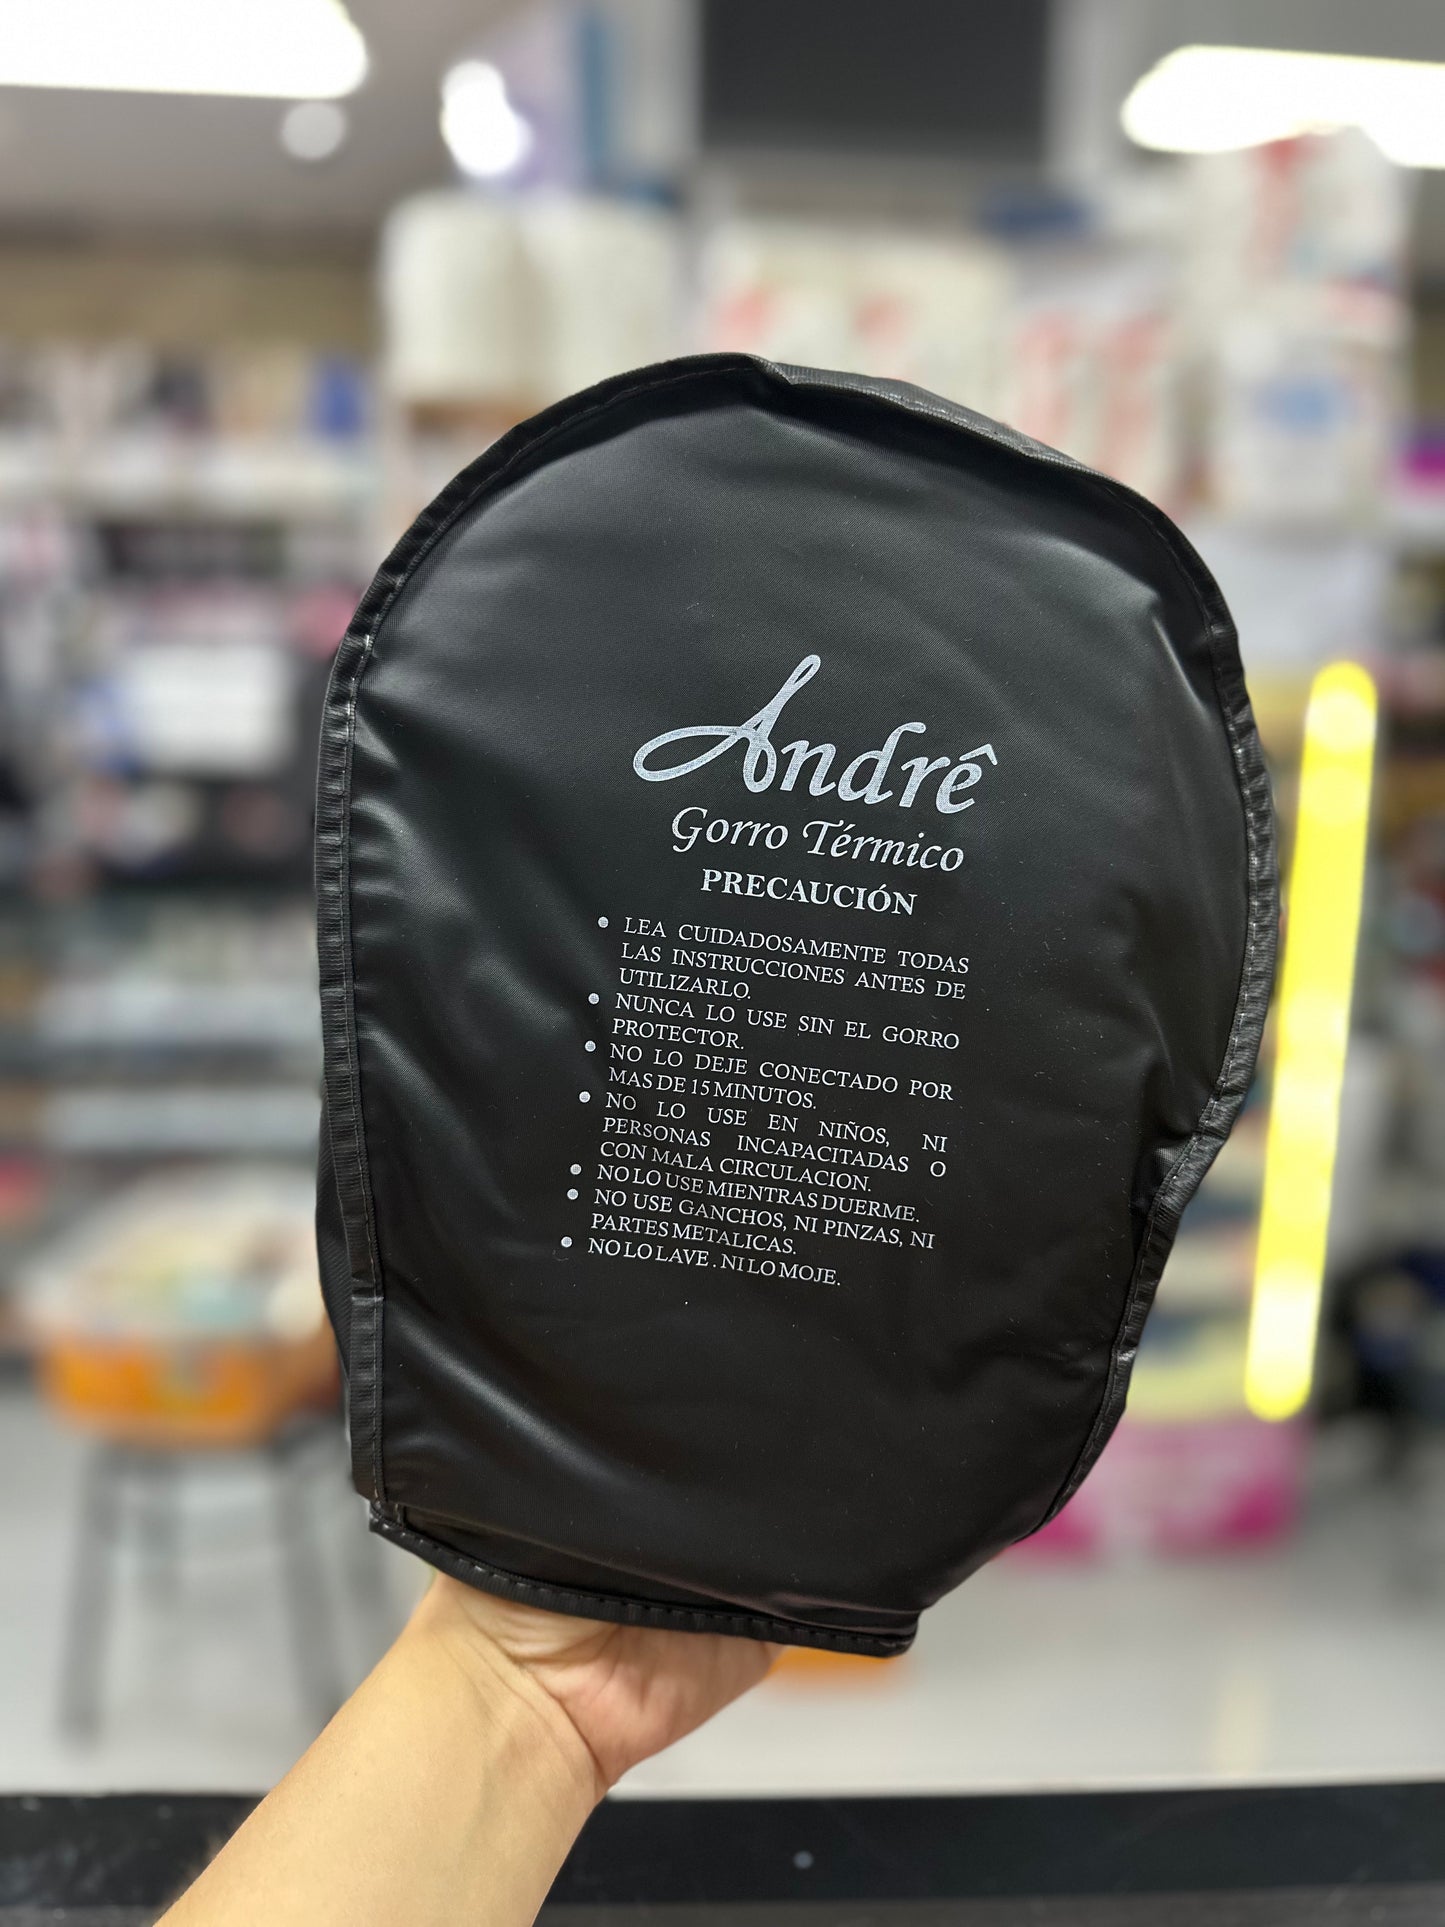 Andrê
Gorro Térmico
PRECAUCIÓN
• LEA CUIDADOSAMENTE TODAS
LAS INSTRUCCIONES ANTES DE
UTILIZARLO.
• NUNCA LO USE SIN EL GORRO
PROTECTOR.
• NO LO DEJE CONECTADO POR
MAS DE 15 MINUTOS.
• NO LO USE EN NIÑOS, NI
PERSONAS INCAPACITADAS O
CON MALA CIRCULACION.
• NO LO USE MIENTRAS DUERME.
• NO USE GANCHOS, NI PINZAS, NI
PARTES METALICAS.
• NO LO LAVE . NI LO MOJE.